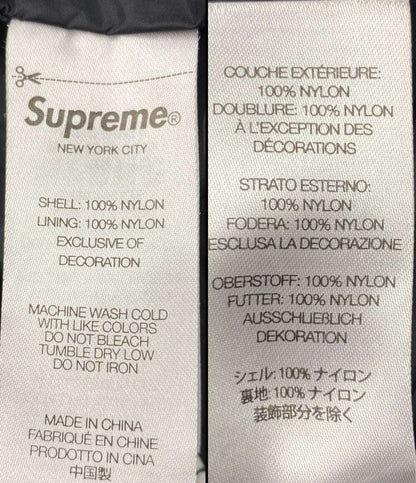 Supreme®
NEW YORK CITY
SHELL: 100% NYLON
LINING: 100% NYLON
EXCLUSIVE OF
DECORATION
MACHINE WASH COLD
WITH LIKE COLORS
DO NOT BLEACH
TUMBLE DRY LOW
DO NOT IRON
MADE IN CHINA
FABRIQUÉ EN CHINE
PRODOTTO IN CINA
中国製
COUCHE EXTÉRIEURE:
100% NYLON
DOUBLURE: 100% NYLON
À L'EXCEPTION DES
DÉCORATIONS
STRATO ESTERNO:
100% NYLON
FODERA: 100% NYLON
ESCLUSA LA DECORAZIONE
OBERSTOFF: 100% NYLON
FUTTER: 100% NYLON
AUSSCHLIEßLICH
DEKORATION
シェル: 100% ナイロン
裏地: 100% ナイロン
装飾部分を除く